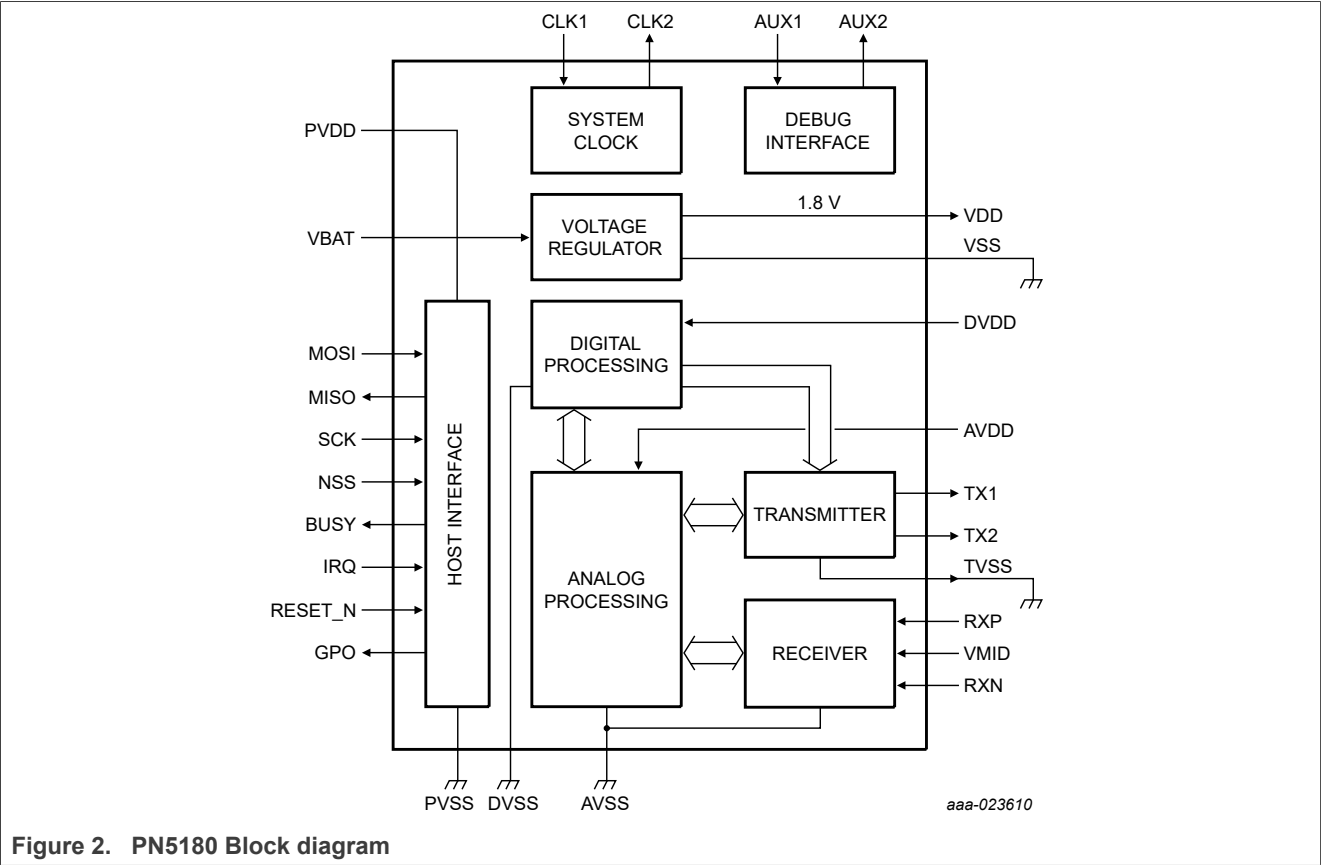 CLK1 CLK2 AUX1 AUX2
SYSTEM
CLOCK
DEBUG
INTERFACE
PVDD
1.8 V
VDD
VOLTAGE
REGULATOR
VBAT
VSS
DVDD
DIGITAL
PROCESSING
MOSI
MISO
SCK
NSS
BUSY
IRQ
RESET_N
GPO
HOST INTERFACE
AVDD
TRANSMITTER
TX1
TX2
TVSS
ANALOG
PROCESSING
RECEIVER
RXP
VMID
RXN
PVSS DVSS AVSS
aaa-023610
Figure 2. PN5180 Block diagram